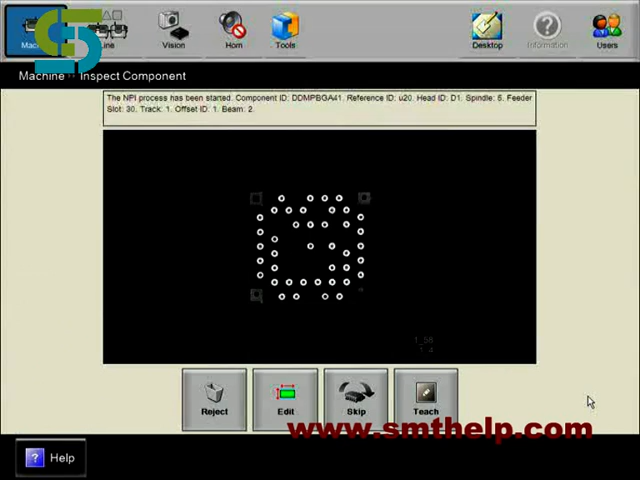 Mac
Line
Vision
Horn
Tools
Desktop
Information
Users
Machine Inspect Component
The NPI process has been started. Component ID: DDMPBGA41. Reference ID: u20. Head ID: D1. Spindle: 6. Feeder
Slot: 30. Track: 1. Offset ID: 1. Beam: 2.
Reject
Edit
Skip
Teach
www.smthelp.com
? Help